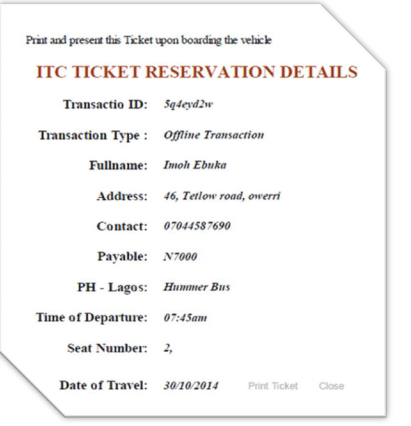 Print and present this Ticket upon boarding the vehicle
ITC TICKET RESERVATION DETAILS
Transactio ID: 5q4eyd2w
Transaction Type : Offline Transaction
Fullname: Imoh Ebuka
Address: 46, Tetlow road, owerri
Contact: 07044587690
Payable: N7000
PH - Lagos: Hummer Bus
Time of Departure: 07:45am
Seat Number: 2,
Date of Travel: 30/10/2014 Print Ticket Close